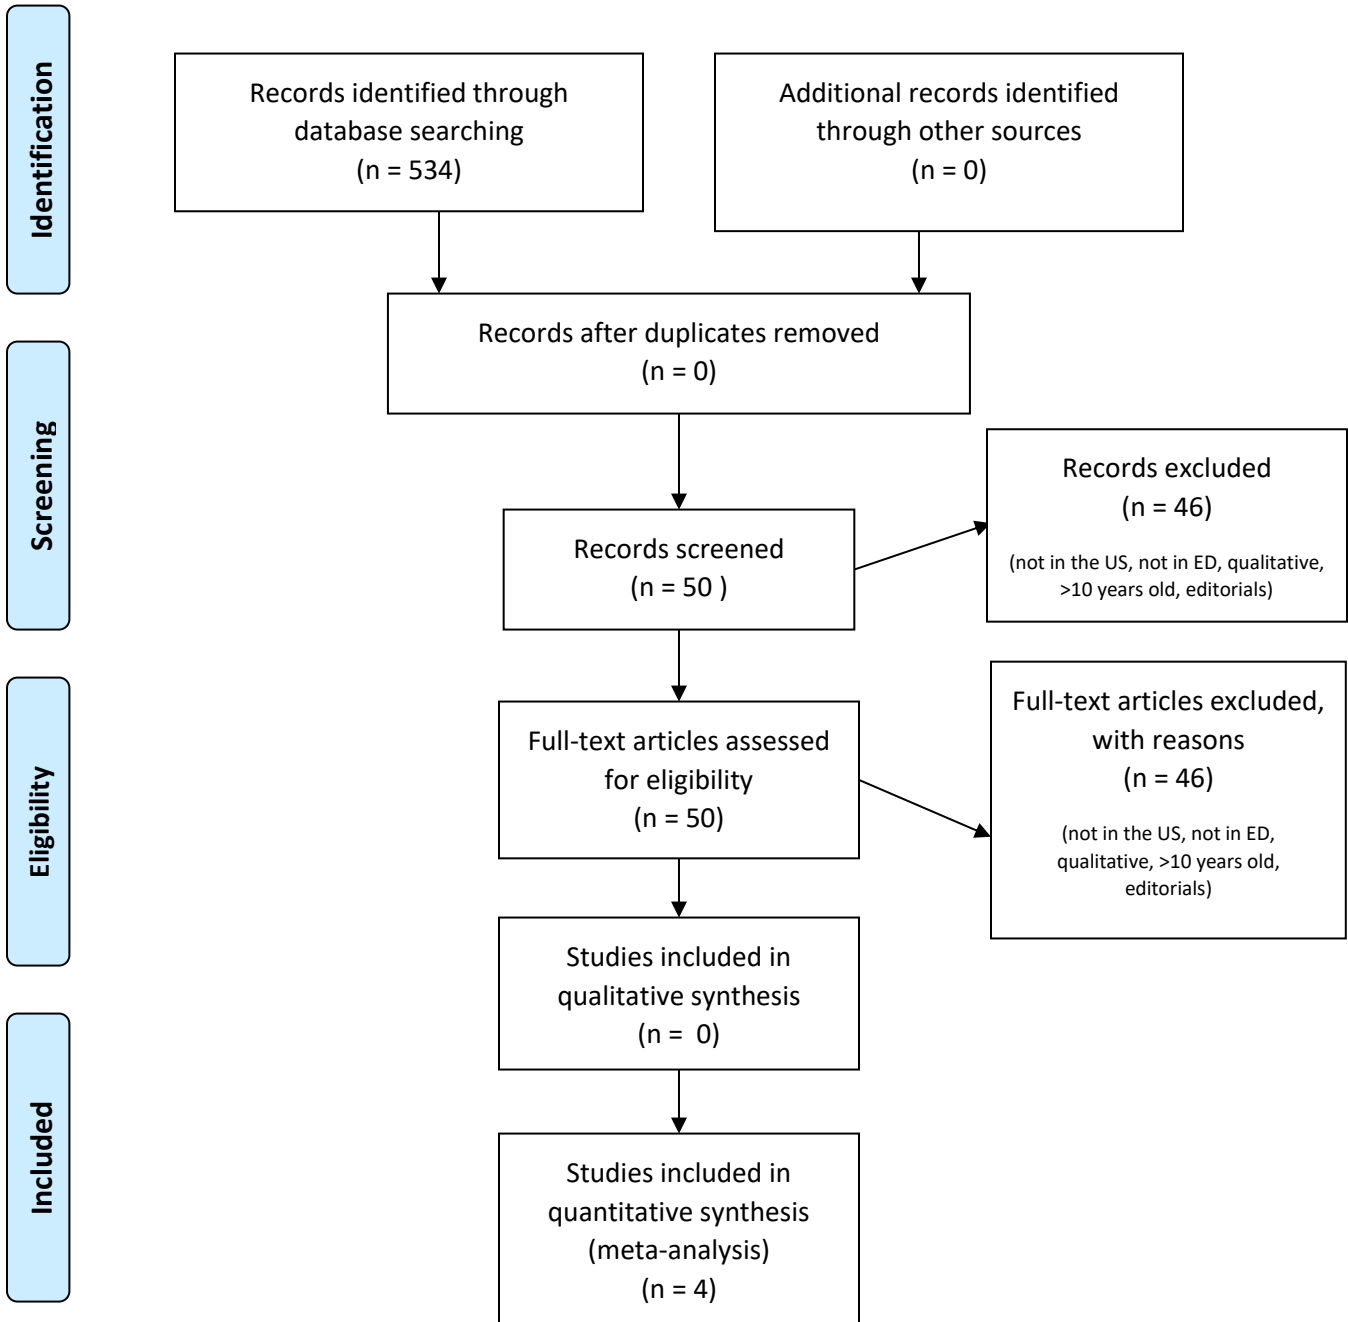 Identification
Records identified through
database searching
(n = 534)
Additional records identified
through other sources
(n = 0)
Records after duplicates removed
(n = 0)
Screening
Records screened
(n = 50 )
Records excluded
(n = 46)
(not in the US, not in ED, qualitative,
>10 years old, editorials)
Eligibility
Full-text articles assessed
for eligibility
(n = 50)
Full-text articles excluded,
with reasons
(n = 46)
(not in the US, not in ED,
qualitative, >10 years old,
editorials)
Studies included in
qualitative synthesis
(n =  0)
Included
Studies included in
quantitative synthesis
(meta-analysis)
(n = 4)